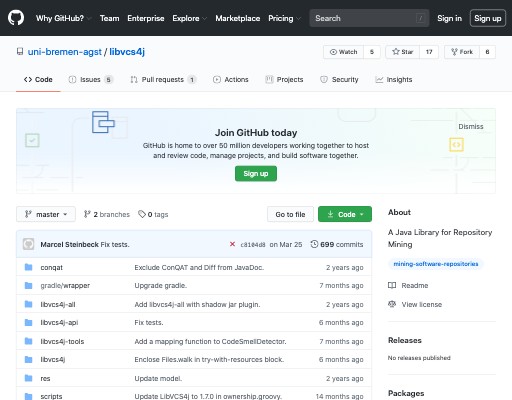 Why GitHub? Team Enterprise Explore Marketplace Pricing Search / Sign in Sign up
uni-bremen-agst / libvcs4j Watch 5 Star 17 Fork 6
Code Issues 5 Pull requests 1 Actions Projects Security Insights
Dismiss
Join GitHub today
GitHub is home to over 50 million developers working together to host
and review code, manage projects, and build software together.
Sign up
master 2 branches 0 tags Go to file Code
Marcel Steinbeck Fix tests. c8104d8 on Mar 25 699 commits
conqat Exclude ConQAT and Diff from JavaDoc. 2 years ago
gradle/wrapper Upgrade gradle. 7 months ago
libvcs4j-all Add libvcs4j-all with shadow jar plugin. 2 years ago
libvcs4j-api Fix tests. 6 months ago
libvcs4j-tools Add a mapping function to CodeSmellDetector. 7 months ago
libvcs4j Enclose Files.walk in try-with-resources block. 6 months ago
res Update model. 2 years ago
scripts Update LibVCS4j to 1.7.0 in ownership.groovy. 14 months ago
About
A Java Library for Repository
Mining
mining-software-repositories
Readme
View license
Releases
No releases published
Packages